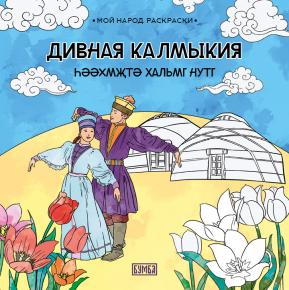 • МОЙ НАРОД. РАСКРАСКИ •
ДИВНАЯ КАЛМЫКИЯ
ҺӘӘХМҖТӘ ХАЛЬМГ НУТГ
БУМБА